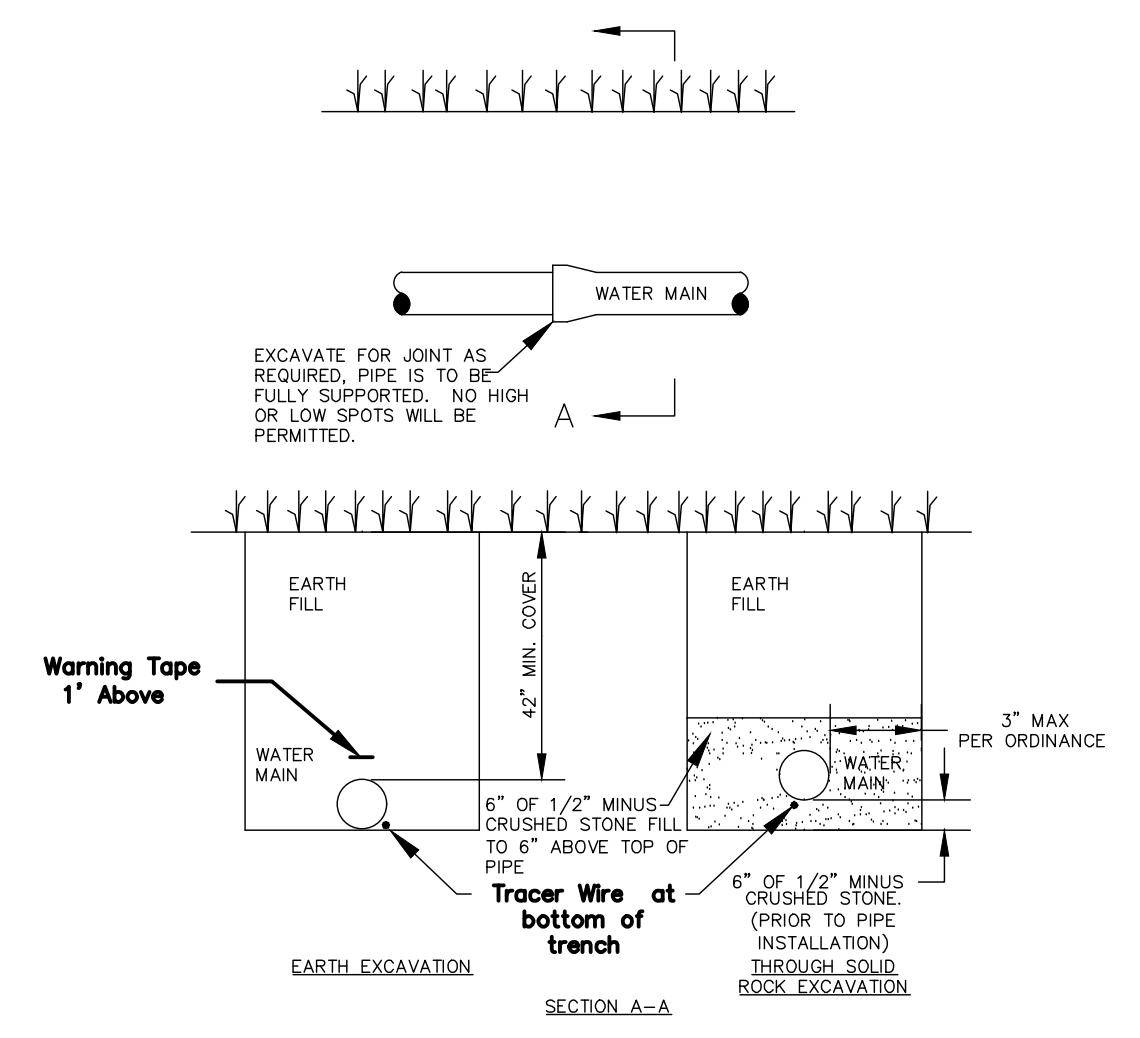 WATER MAIN
EXCAVATE FOR JOINT AS
REQUIRED, PIPE IS TO BE
FULLY SUPPORTED. NO HIGH
OR LOW SPOTS WILL BE
PERMITTED.
A
EARTH
FILL
42" MIN. COVER
EARTH
FILL
Warning Tape
1' Above
WATER
MAIN
3" MAX
PER ORDINANCE
WATER
MAIN
6" OF 1/2" MINUS
CRUSHED STONE FILL
TO 6" ABOVE TOP OF
PIPE
Tracer Wire at
bottom of
trench
6" OF 1/2" MINUS
CRUSHED STONE.
(PRIOR TO PIPE
INSTALLATION)
EARTH EXCAVATION
THROUGH SOLID
ROCK EXCAVATION
SECTION A-A